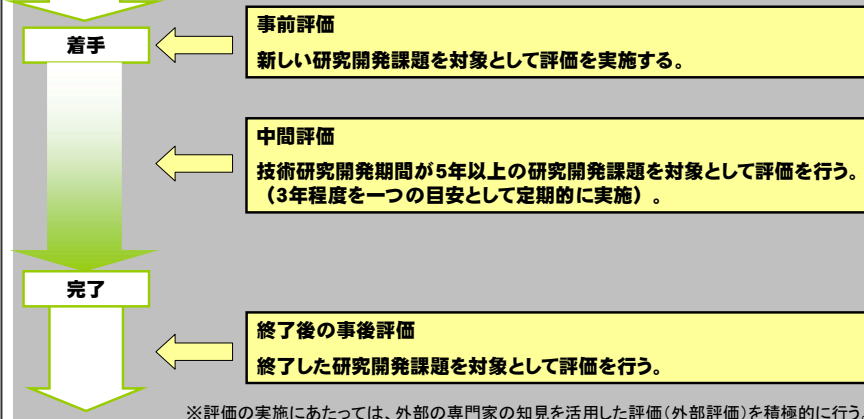 着手
事前評価
新しい研究開発課題を対象として評価を実施する。
中間評価
技術研究開発期間が5年以上の研究開発課題を対象として評価を行う。
（3年程度を一つの目安として定期的に実施）。
完了
終了後の事後評価
終了した研究開発課題を対象として評価を行う。
※評価の実施にあたっては、外部の専門家の知見を活用した評価（外部評価）を積極的に行う。